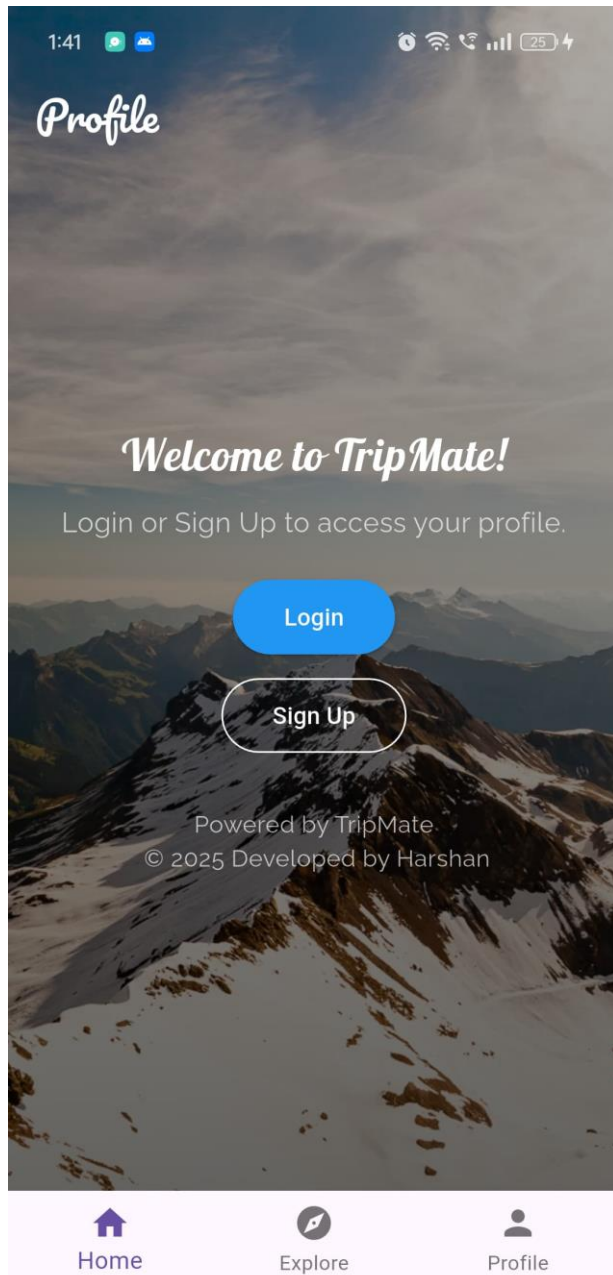 1:41
25
Profile
Welcome to TripMate!
Login or Sign Up to access your profile.
Login
Sign Up
Powered by TripMate
© 2025 Developed by Harshan
Home
Explore
Profile